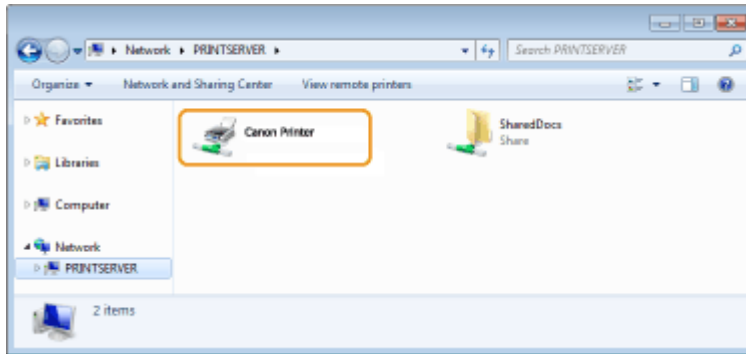 Network PRINTSERVER Search PRINTSERVER
Organize Network and Sharing Center View remote printers
Favorites
Libraries
Computer
Network
PRINTSERVER
Canon Printer
SharedDocs
Share
2 items